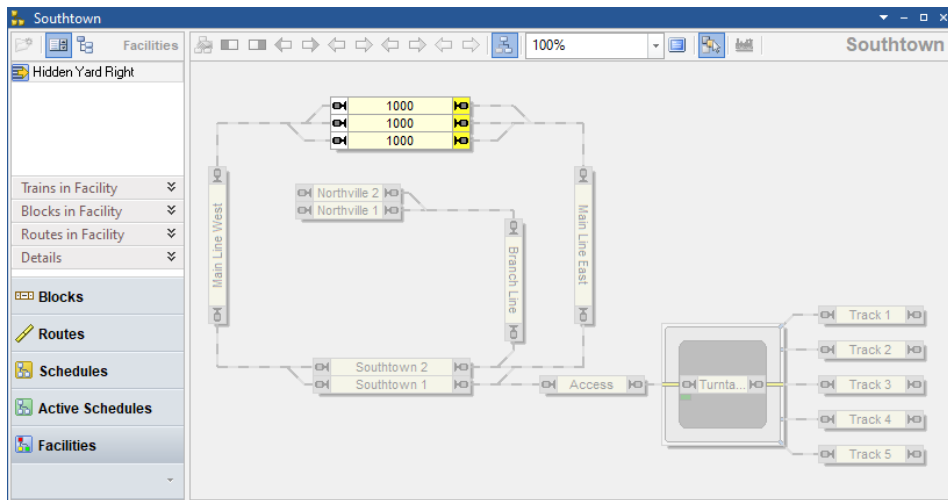 Southtown
Facilities
100%
Southtown
Hidden Yard Right
Trains in Facility
Blocks in Facility
Routes in Facility
Details
Blocks
Routes
Schedules
Active Schedules
Facilities
1000
1000
1000
Main Line West
Northville 2
Northville 1
Branch Line
Main Line East
Southtown 2
Southtown 1
Access
Turnta...
Track 1
Track 2
Track 3
Track 4
Track 5